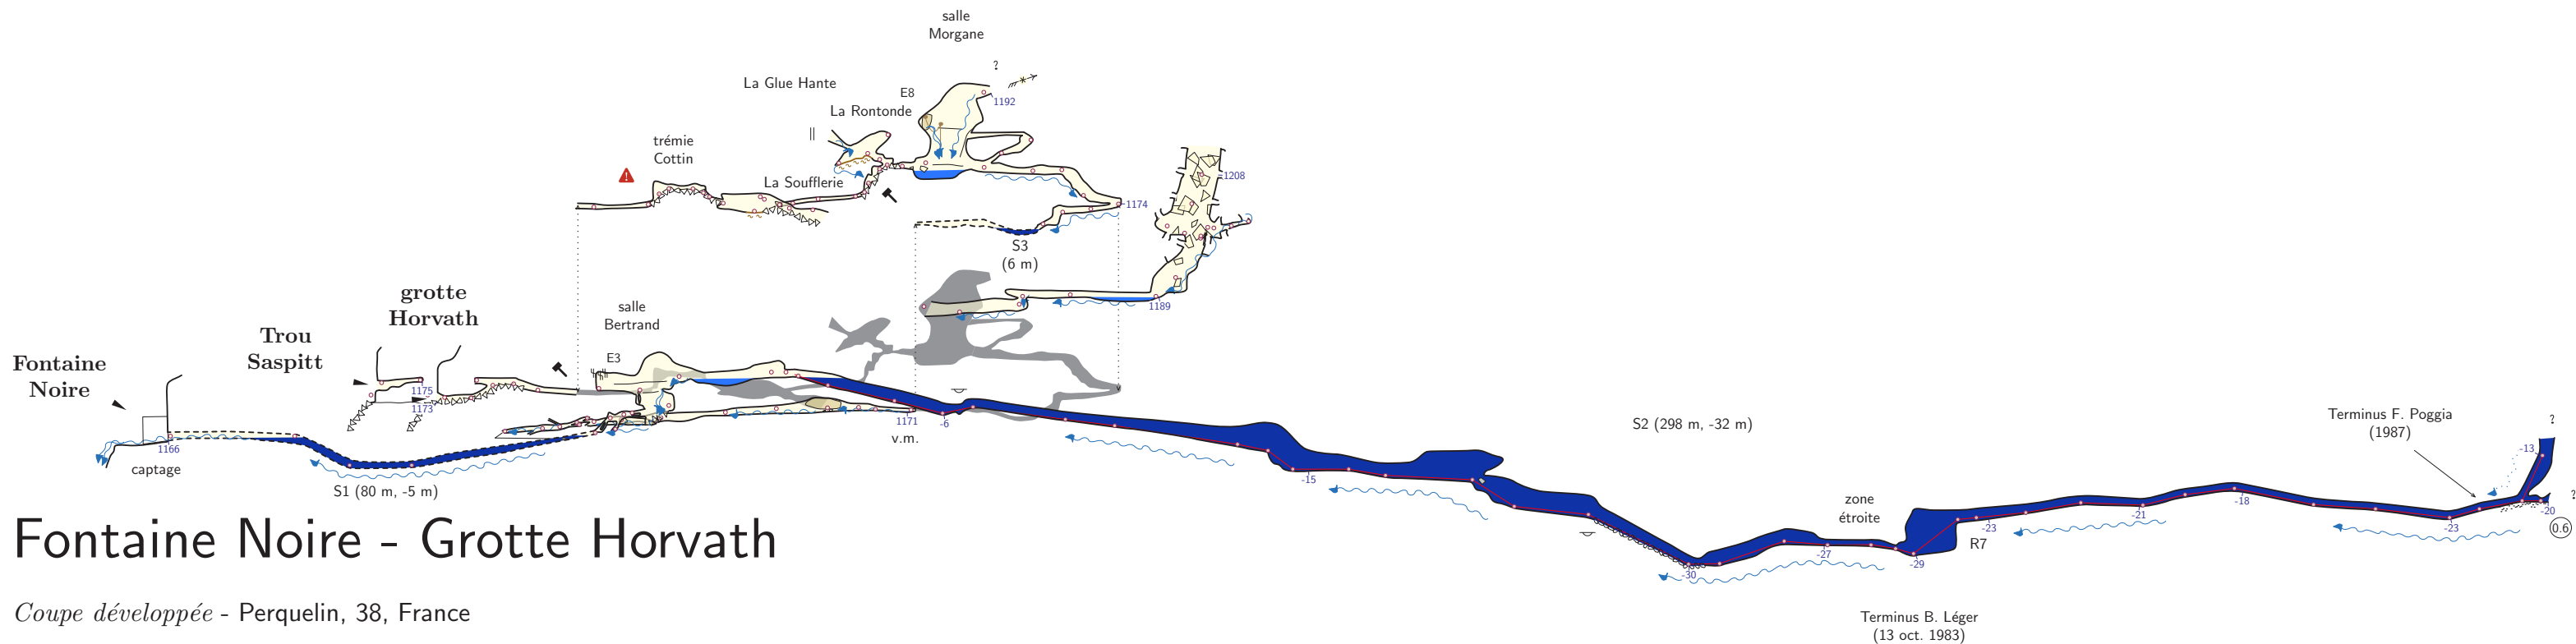 salle
Morgane
?
La Glue Hante
E8
1192
La Rontonde
trémie
Cottin
La Soufflerie
1208
1174
S3
(6 m)
1189
grotte
Horvath
salle
Bertrand
Trou
Saspitt
E3
Fontaine
Noire
1175
1173
1171
v.m.
-6
1166
captage
S1 (80 m, -5 m)
-15
S2 (298 m, -32 m)
Terminus F. Poggia
(1987)
?
-13
zone
étroite
-18
?
-20
0.6
-21
-23
-23
R7
-27
-29
-30
Fontaine Noire - Grotte Horvath
Coupe développée - Perquelin, 38, France
Terminus B. Léger
(13 oct. 1983)